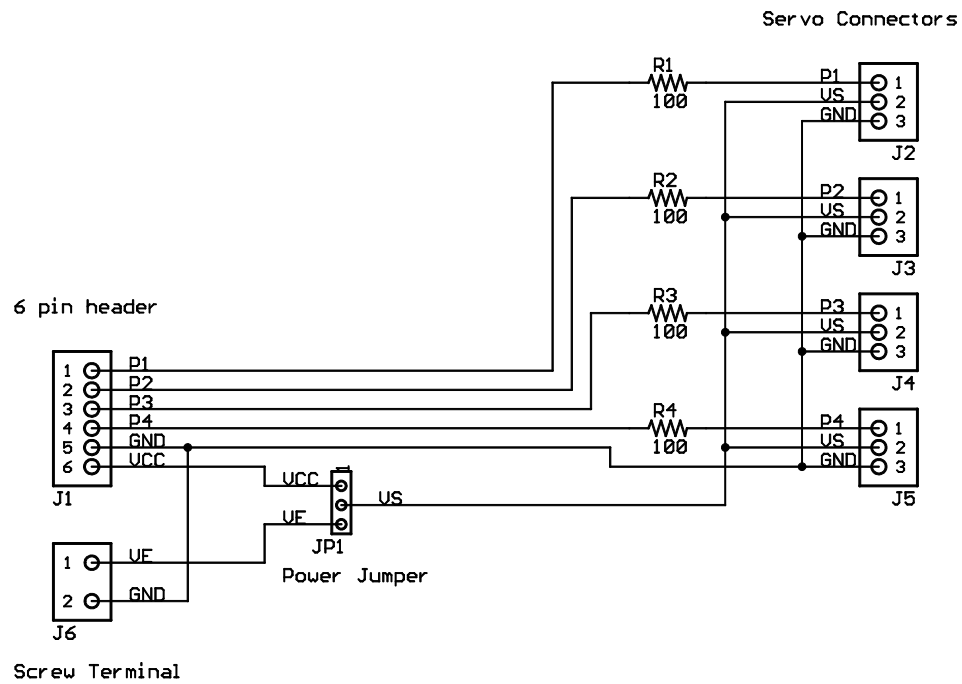 Servo Connectors
R1
100
P1
VS
GND
1
2
3
J2
R2
100
P2
VS
GND
1
2
3
J3
R3
100
P3
VS
GND
1
2
3
J4
R4
100
P4
VS
GND
1
2
3
J5
6 pin header
1
2
3
4
5
6
P1
P2
P3
P4
GND
VCC
J1
1
VCC
VE
VS
JP1
Power Jumper
1
2
VE
GND
J6
Screw Terminal